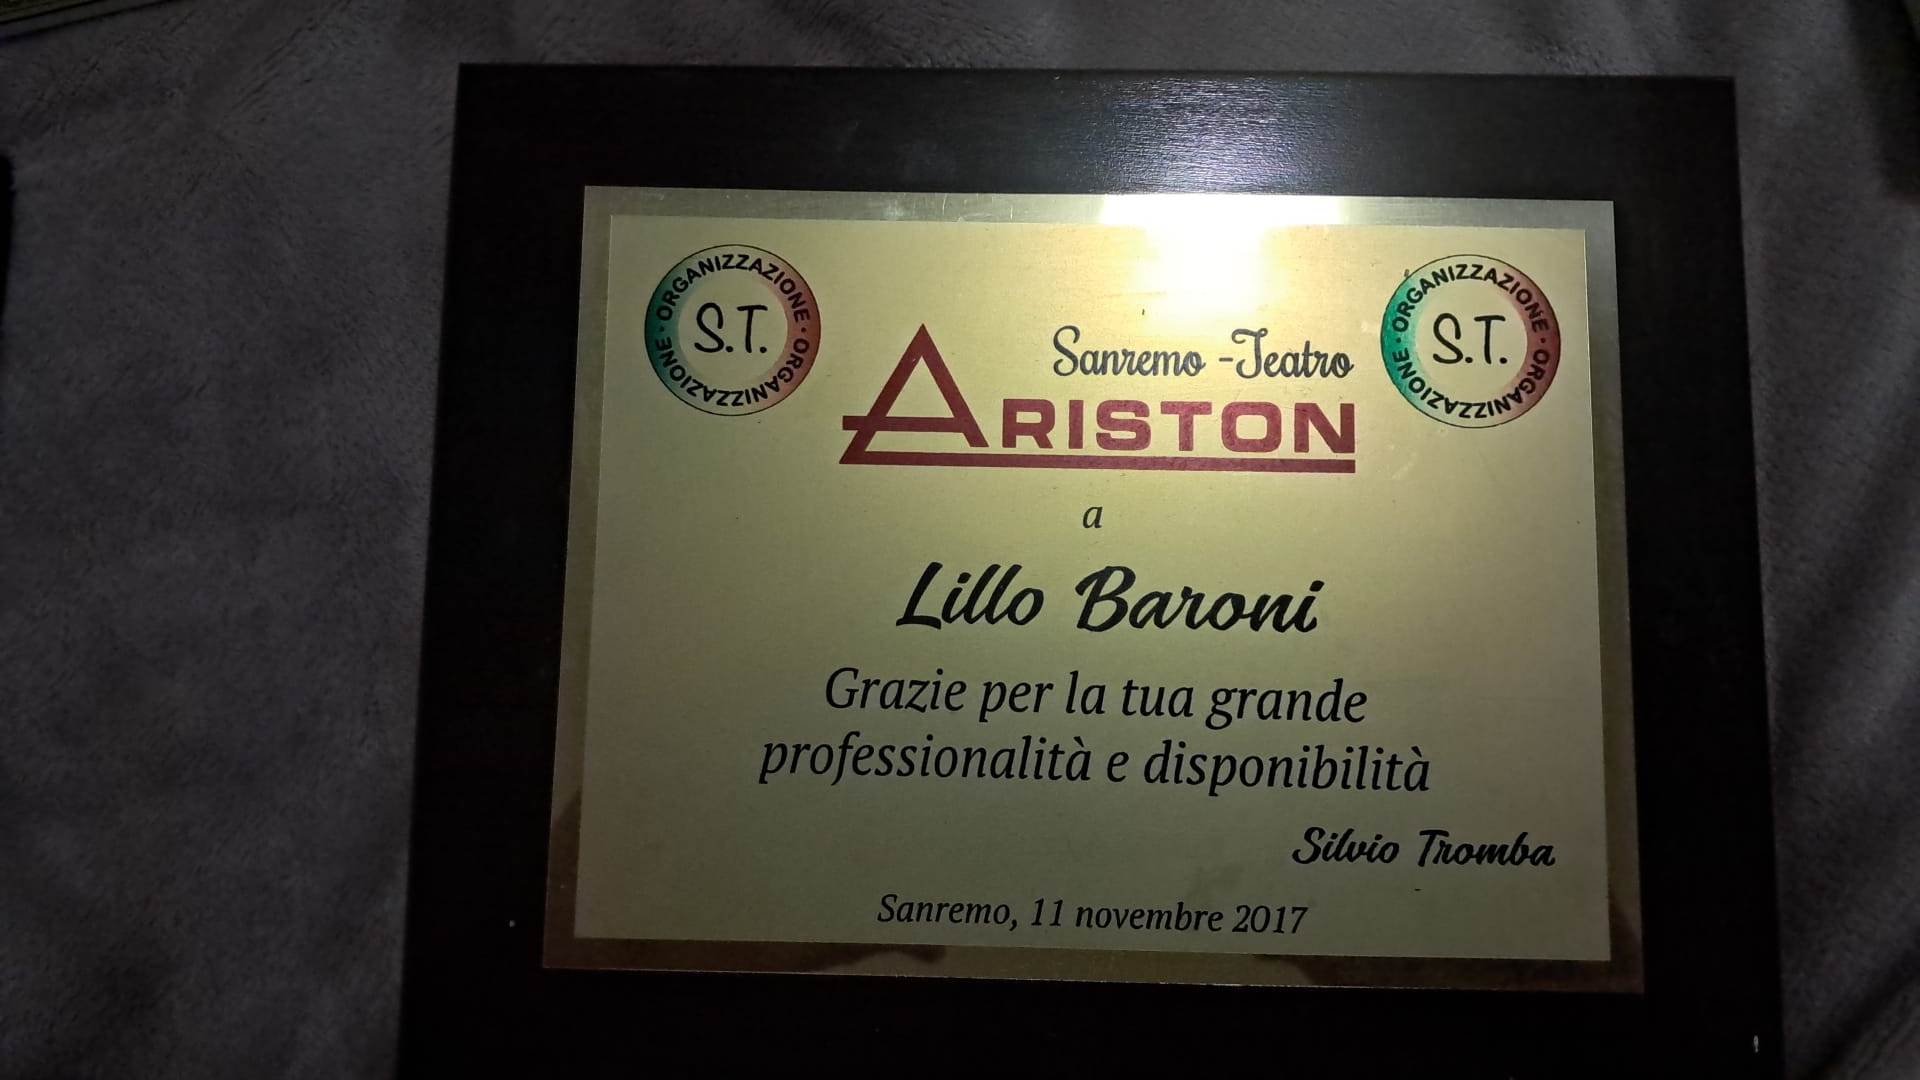 ORGANIZZAZIONE · ORGANIZZAZIONE ·
S.T.
ORGANIZZAZIONE · ORGANIZZAZIONE ·
S.T.
Sanremo - Teatro
ARISTON
a
Lillo Baroni
Grazie per la tua grande
professionalità e disponibilità
Silvio Tromba
Sanremo, 11 novembre 2017